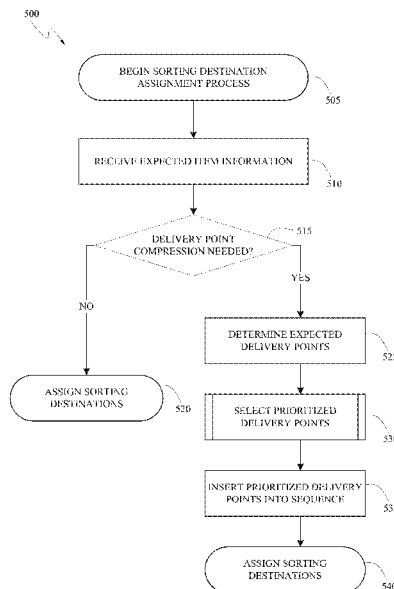 500
BEGIN SORTING DESTINATION
ASSIGNMENT PROCESS
505
RECEIVE EXPECTED ITEM INFORMATION
510
515
DELIVERY POINT
COMPRESSION NEEDED?
YES
NO
DETERMINE EXPECTED
DELIVERY POINTS
ASSIGN SORTING
DESTINATIONS
520
SELECT PRIORITIZED
DELIVERY POINTS
INSERT PRIORITIZED DELIVERY
POINTS INTO SEQUENCE
ASSIGN SORTING
DESTINATIONS